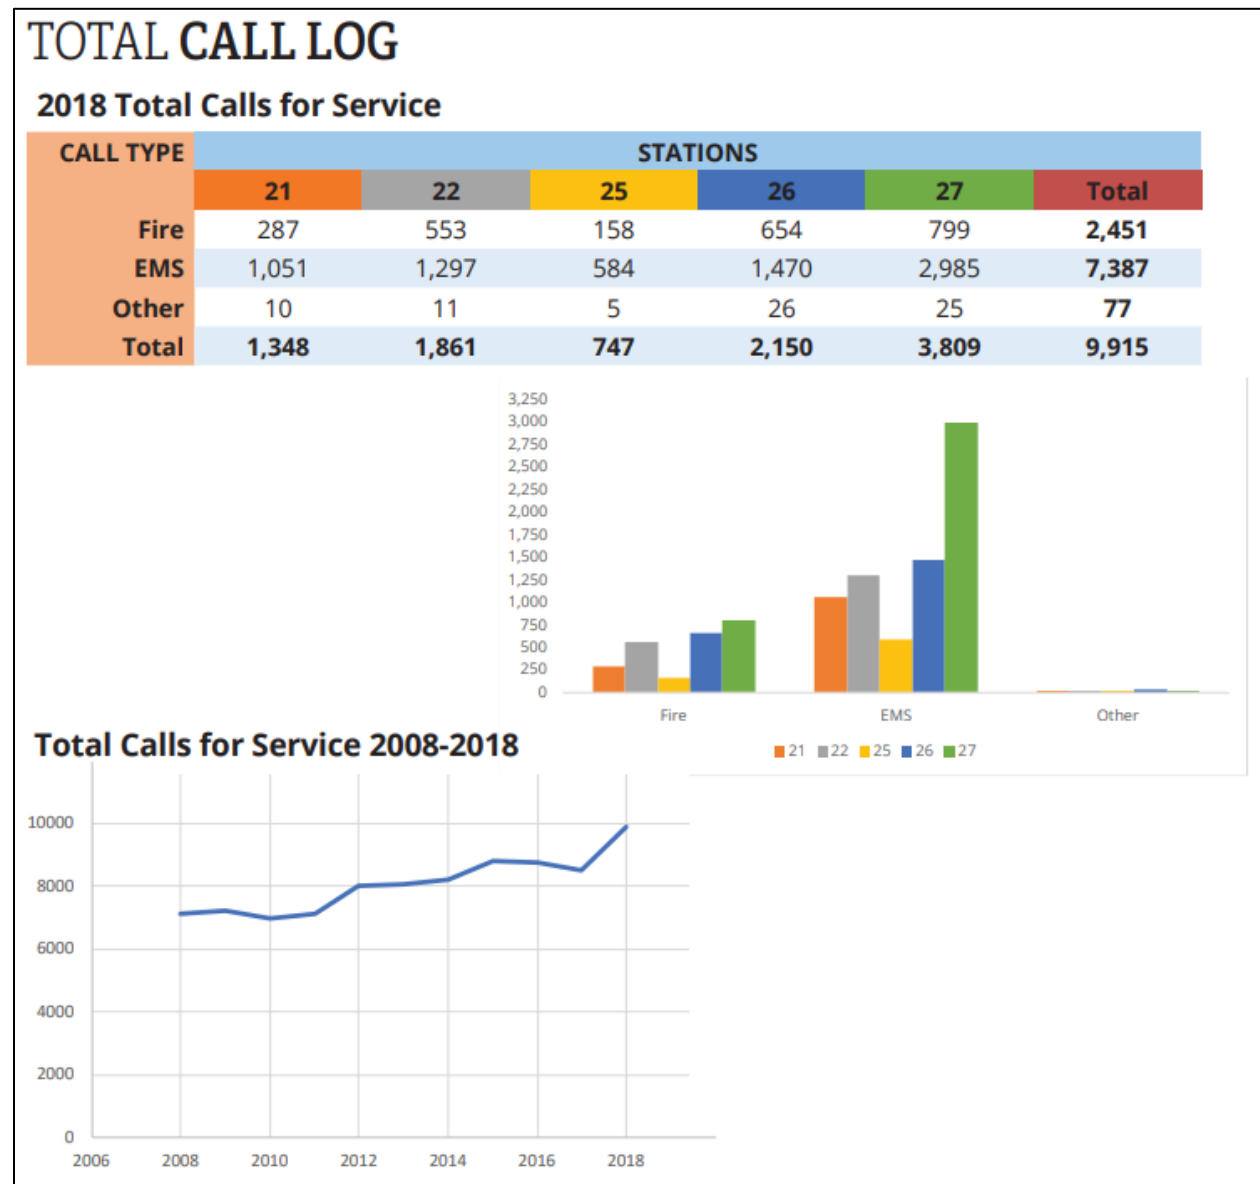 TOTAL CALL LOG
2018 Total Calls for Service
CALL TYPE STATIONS
21 22 25 26 27 Total
Fire 287 553 158 654 799 2,451
EMS 1,051 1,297 584 1,470 2,985 7,387
Other 10 11 5 26 25 77
Total 1,348 1,861 747 2,150 3,809 9,915
3,250
3,000
2,750
2,500
2,250
2,000
1,750
1,500
1,250
1,000
750
500
250
0
Fire EMS Other
21 22 25 26 27
Total Calls for Service 2008-2018
10000
8000
6000
4000
2000
0
2006 2008 2010 2012 2014 2016 2018